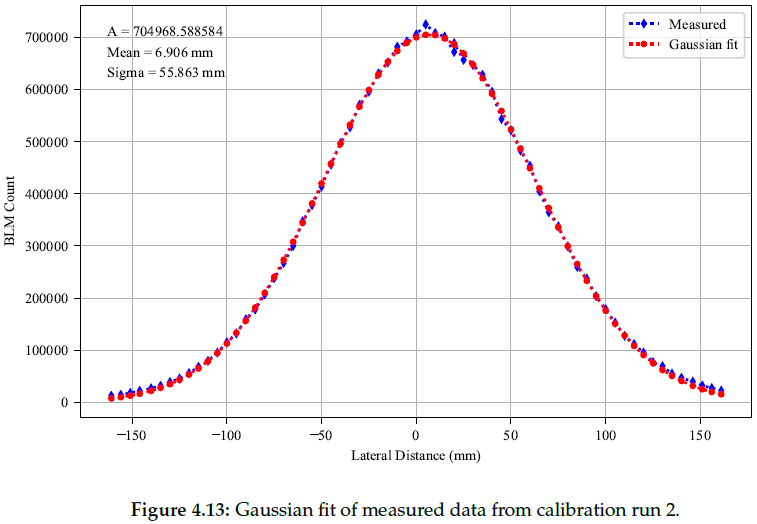 A = 704968.588584
Mean = 6.906 mm
Sigma = 55.863 mm
Measured
Gaussian fit
700000
600000
500000
400000
300000
200000
100000
0
BLM Count
−150 −100 −50 0 50 100 150
Lateral Distance (mm)
Figure 4.13: Gaussian fit of measured data from calibration run 2.